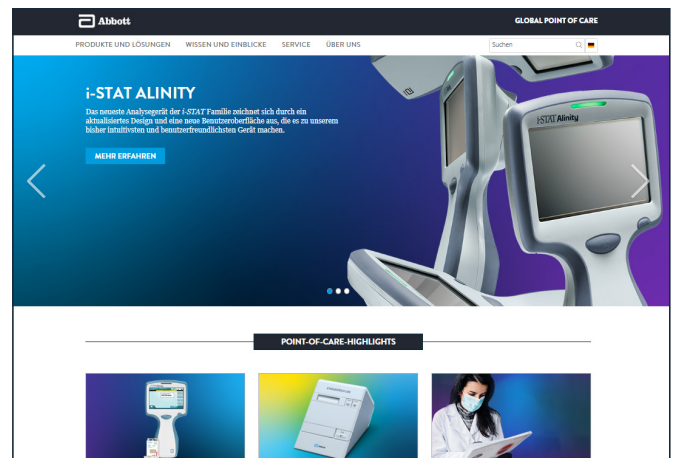 Abbott
GLOBAL POINT OF CARE
PRODUKTE UND LÖSUNGEN WISSEN UND EINBLICKE SERVICE ÜBER UNS
Suchen
i-STAT ALINITY
Das neueste Analysegerät der i-STAT Familie zeichnet sich durch ein
aktualisiertes Design und eine neue Benutzeroberfläche aus, die es zu unserem
bisher intuitivsten und benutzerfreundlichsten Gerät machen.
MEHR ERFAHREN
i-STAT Alinity
POINT-OF-CARE-HIGHLIGHTS